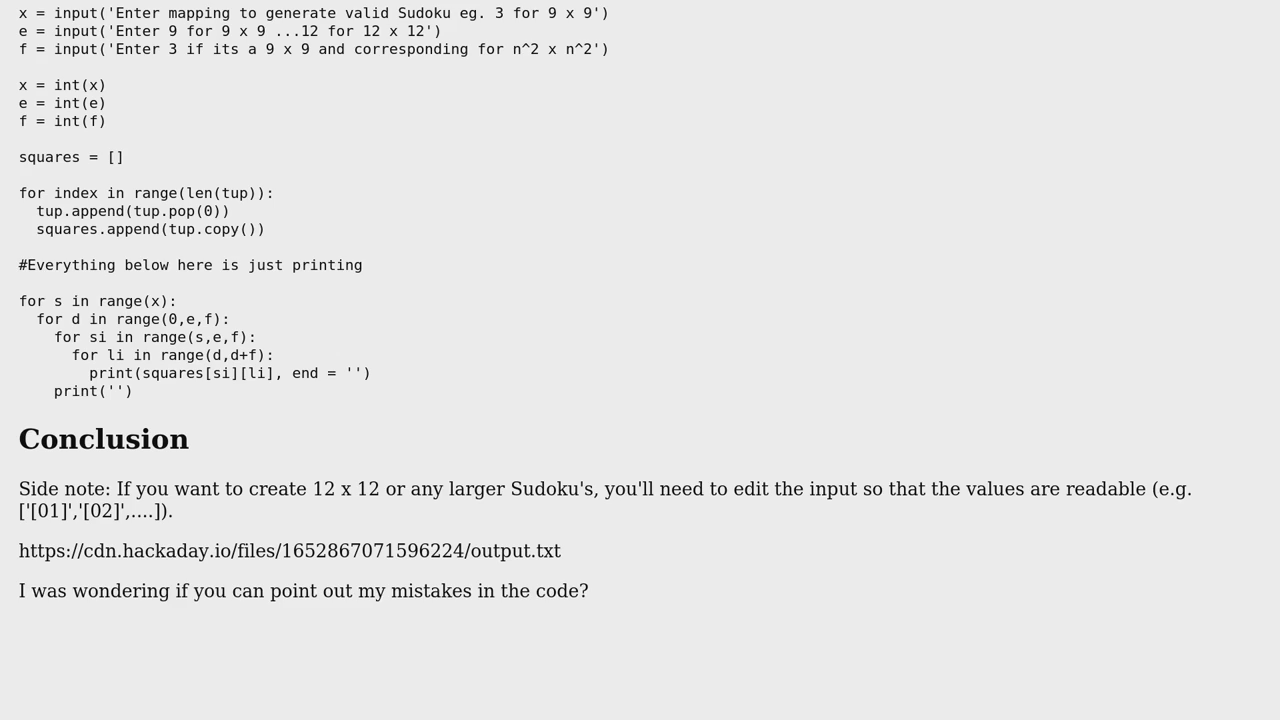 x = input('Enter mapping to generate valid Sudoku eg. 3 for 9 x 9')
e = input('Enter 9 for 9 x 9 ...12 for 12 x 12')
f = input('Enter 3 if its a 9 x 9 and corresponding for n^2 x n^2')

x = int(x)
e = int(e)
f = int(f)

squares = []

for index in range(len(tup)):
  tup.append(tup.pop(0))
  squares.append(tup.copy())

#Everything below here is just printing

for s in range(x):
  for d in range(0,e,f):
    for si in range(s,e,f):
      for li in range(d,d+f):
        print(squares[si][li], end = '')
    print('')

Conclusion
Side note: If you want to create 12 x 12 or any larger Sudoku's, you'll need to edit the input so that the values are readable (e.g.
['[01]','[02]',....]).
https://cdn.hackaday.io/files/1652867071596224/output.txt
I was wondering if you can point out my mistakes in the code?